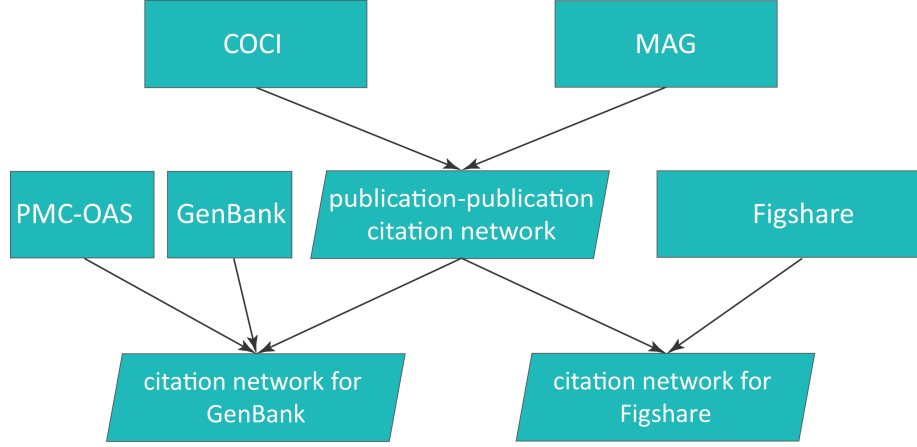 COCI
MAG
PMC-OAS
GenBank
publication-publication
citation network
Figshare
citation network for
GenBank
citation network for
Figshare